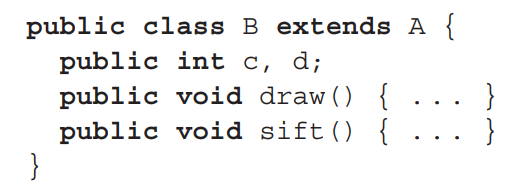 public class B extends A {
public int c, d;
public void draw() { ... }
public void sift() { ... }
}